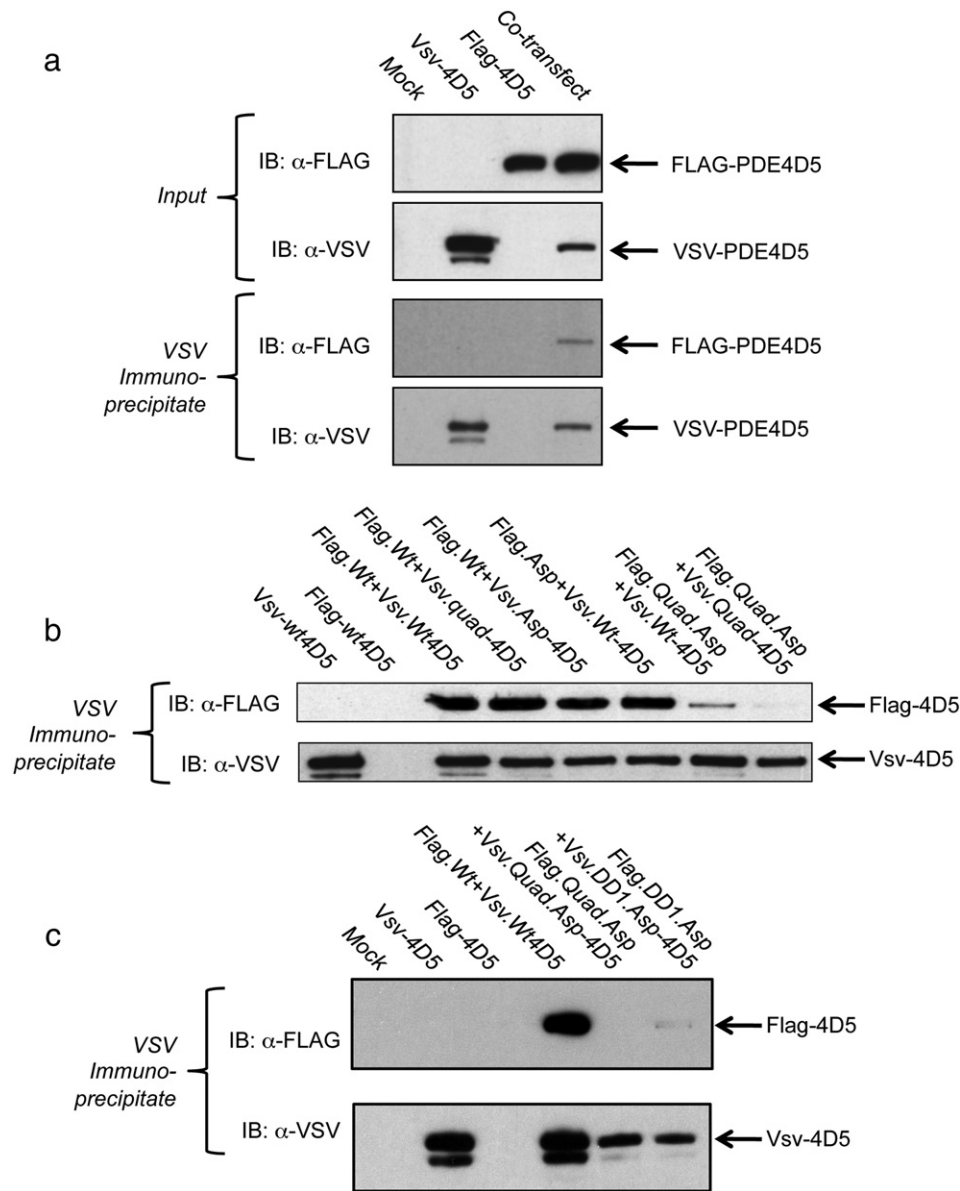 a
Mock
Vsv-4D5
Flag-4D5
Co-transfect
Input
IB: α-FLAG
FLAG-PDE4D5
IB: α-VSV
VSV-PDE4D5
VSV
Immuno-
precipitate
IB: α-FLAG
FLAG-PDE4D5
IB: α-VSV
VSV-PDE4D5
b
Vsv-wt4D5
Flag-wt4D5
Flag.Wt+Vsv.Wt4D5
Flag.Wt+Vsv.quad-4D5
Flag.Wt+Vsv.Asp-4D5
Flag.Asp+Vsv.Wt-4D5
Flag.Quad.Asp
+Vsv.Wt-4D5
Flag.Quad.Asp
+Vsv.Quad-4D5
VSV
Immuno-
precipitate
IB: α-FLAG
Flag-4D5
IB: α-VSV
Vsv-4D5
c
Mock
Vsv-4D5
Flag-4D5
Flag.Wt+Vsv.Wt4D5
+Vsv.Quad.Asp-4D5
Flag.Quad.Asp
+Vsv.DD1.Asp-4D5
Flag.DD1.Asp
VSV
Immuno-
precipitate
IB: α-FLAG
Flag-4D5
IB: α-VSV
Vsv-4D5